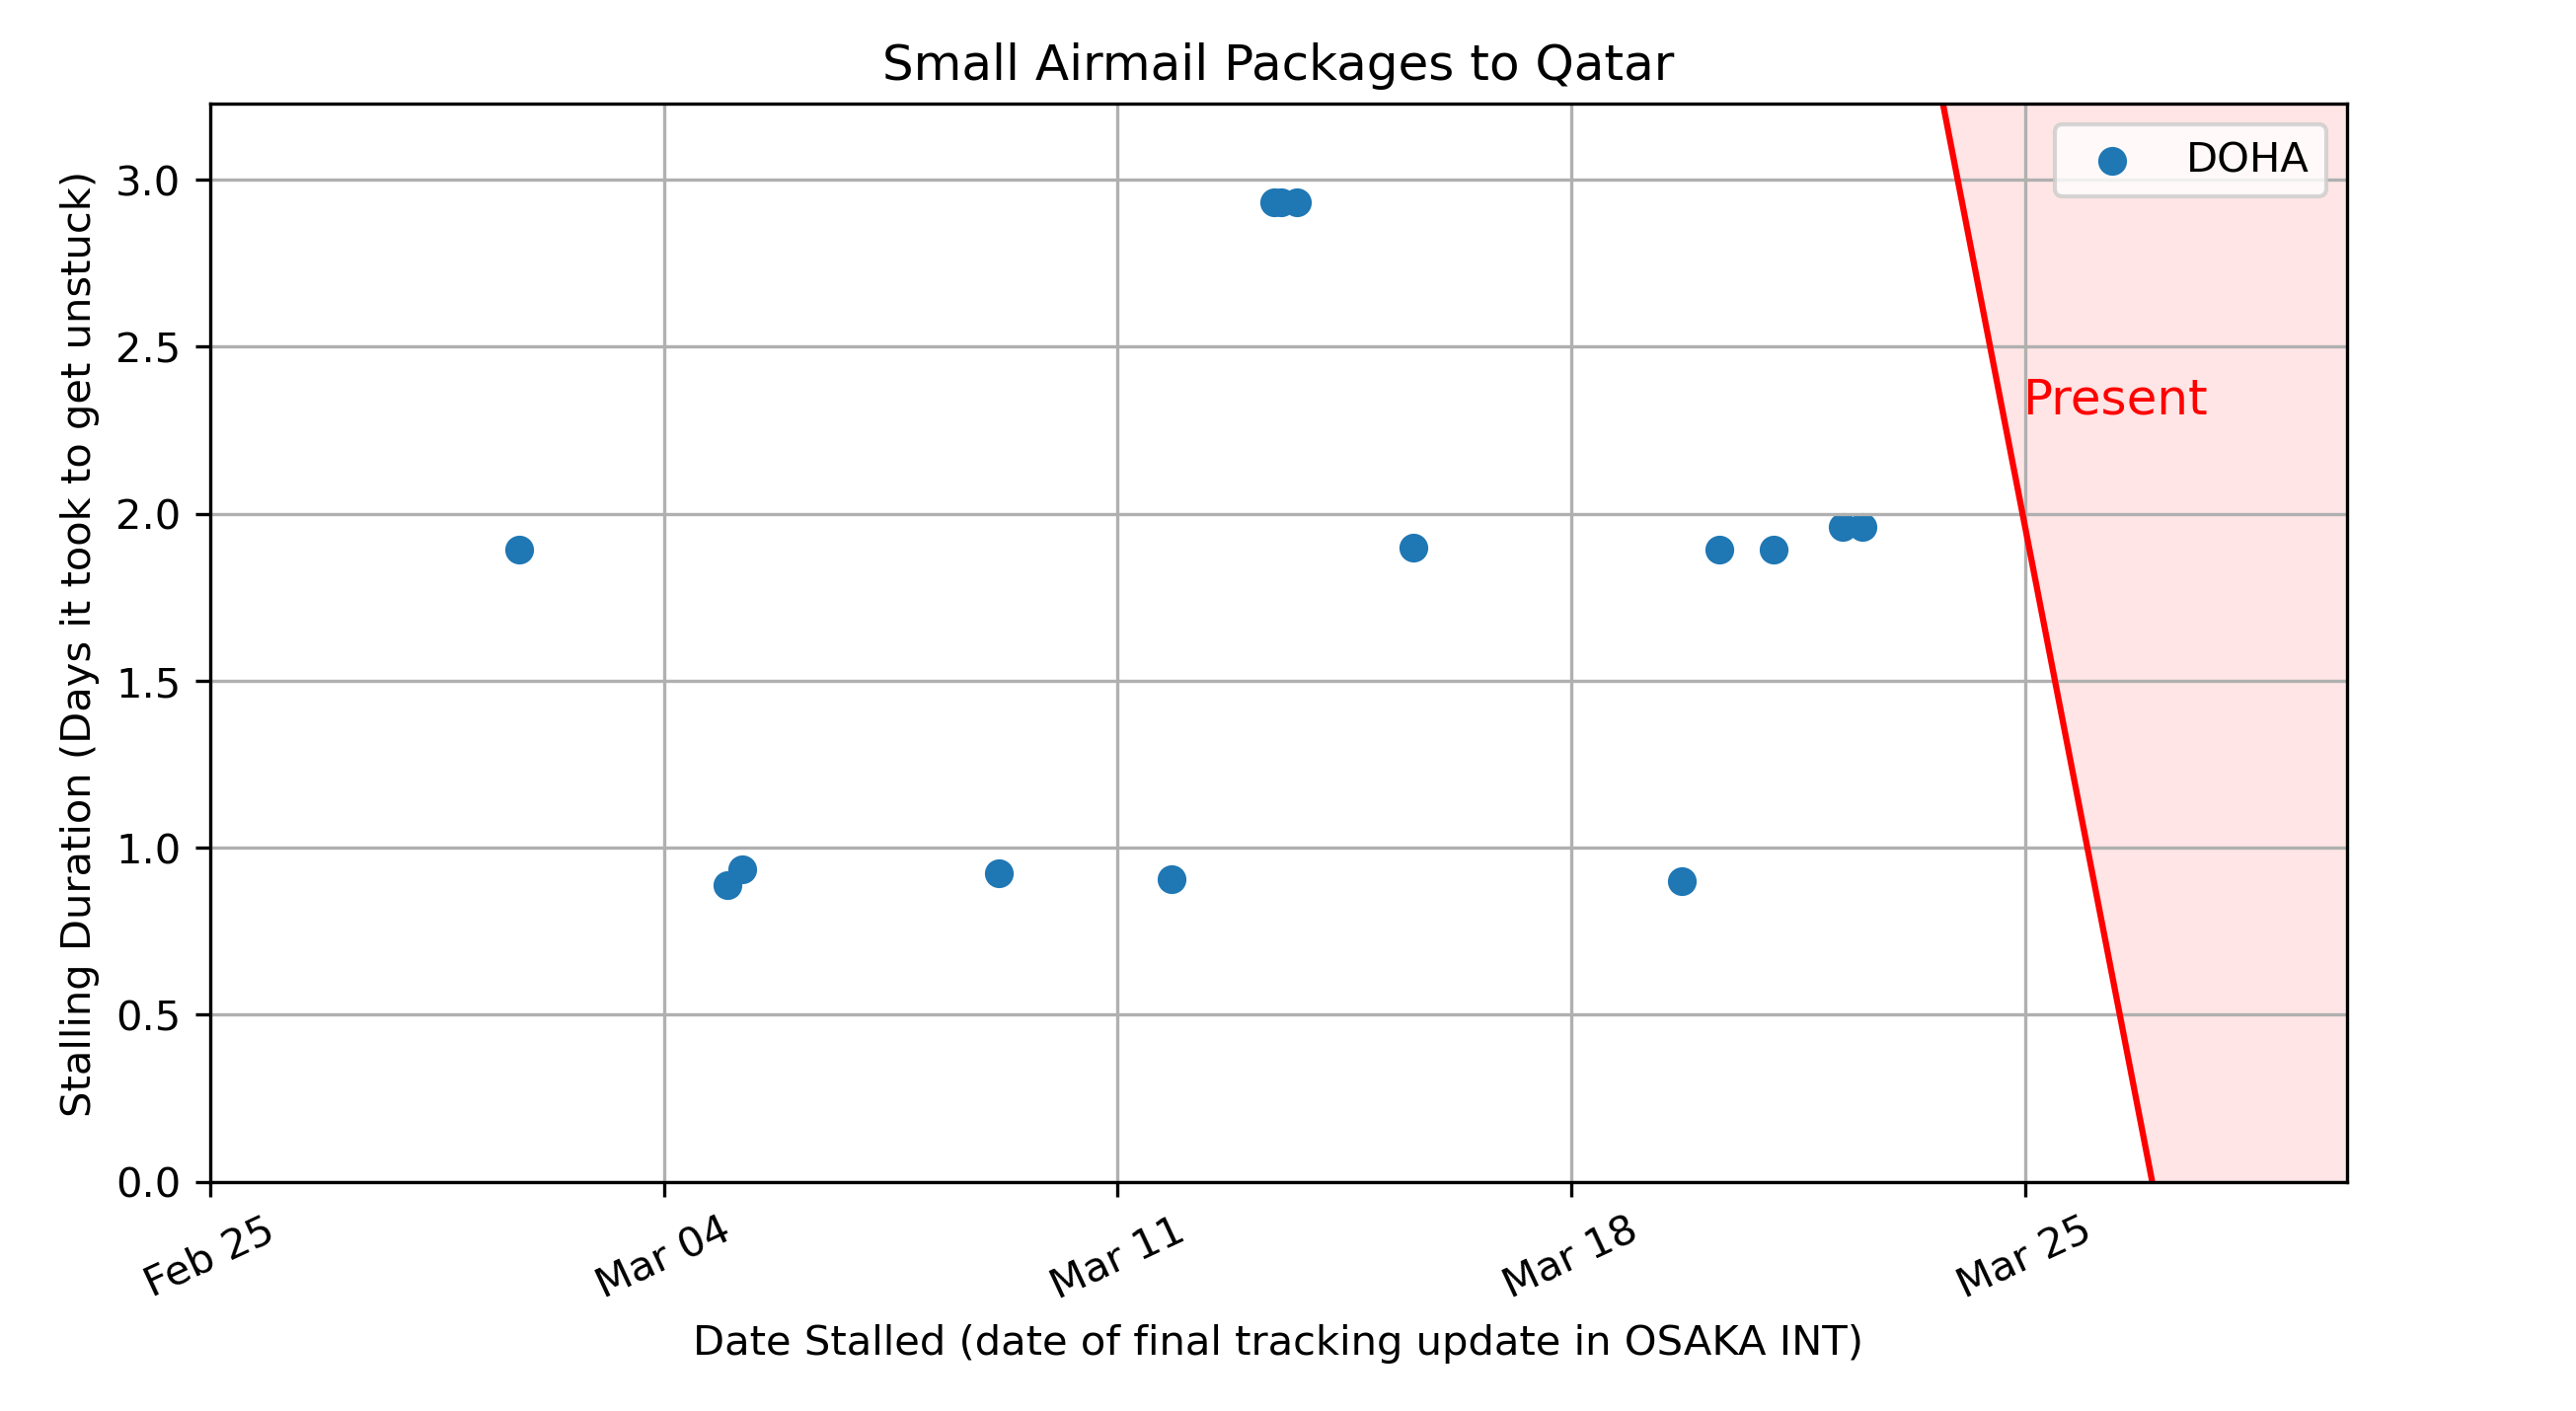 Small Airmail Packages to Qatar
DOHA
Present
Stalling Duration (Days it took to get unstuck)
3.0
2.5
2.0
1.5
1.0
0.5
0.0
Feb 25
Mar 04
Mar 11
Mar 18
Mar 25
Date Stalled (date of final tracking update in OSAKA INT)